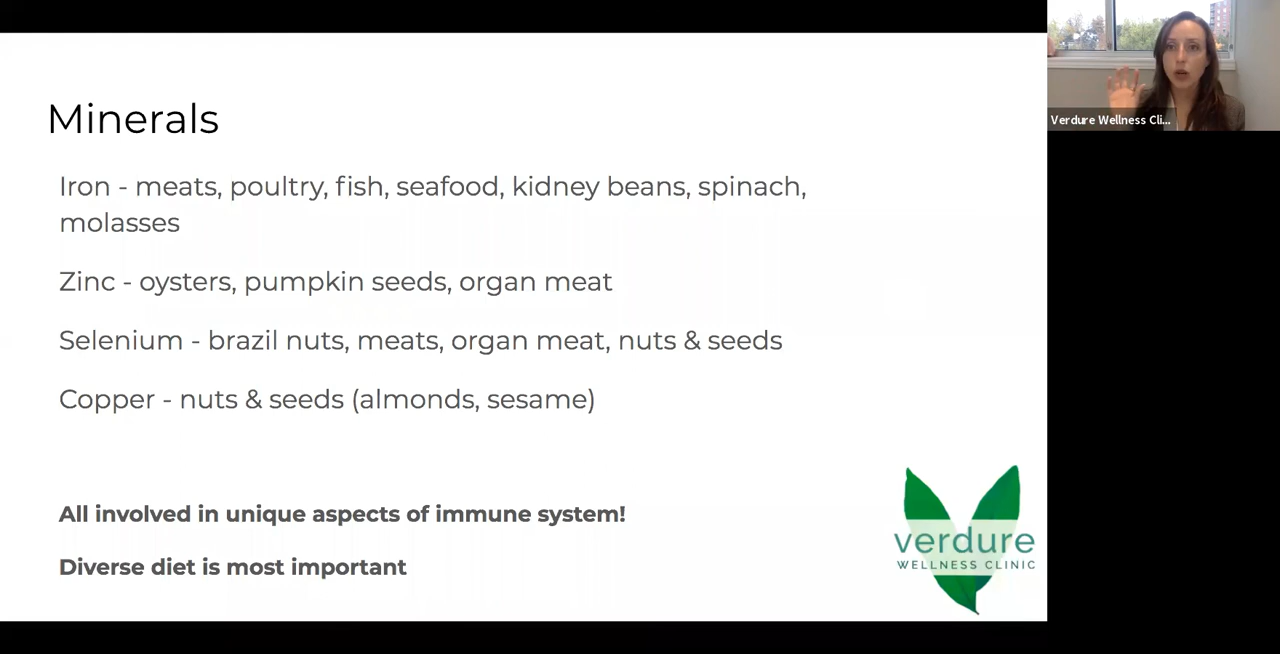 Minerals
Iron - meats, poultry, fish, seafood, kidney beans, spinach,
molasses
Zinc - oysters, pumpkin seeds, organ meat
Selenium - brazil nuts, meats, organ meat, nuts & seeds
Copper - nuts & seeds (almonds, sesame)
All involved in unique aspects of immune system!
Diverse diet is most important
verdure
WELLNESS CLINIC
Verdure Wellness Cli...